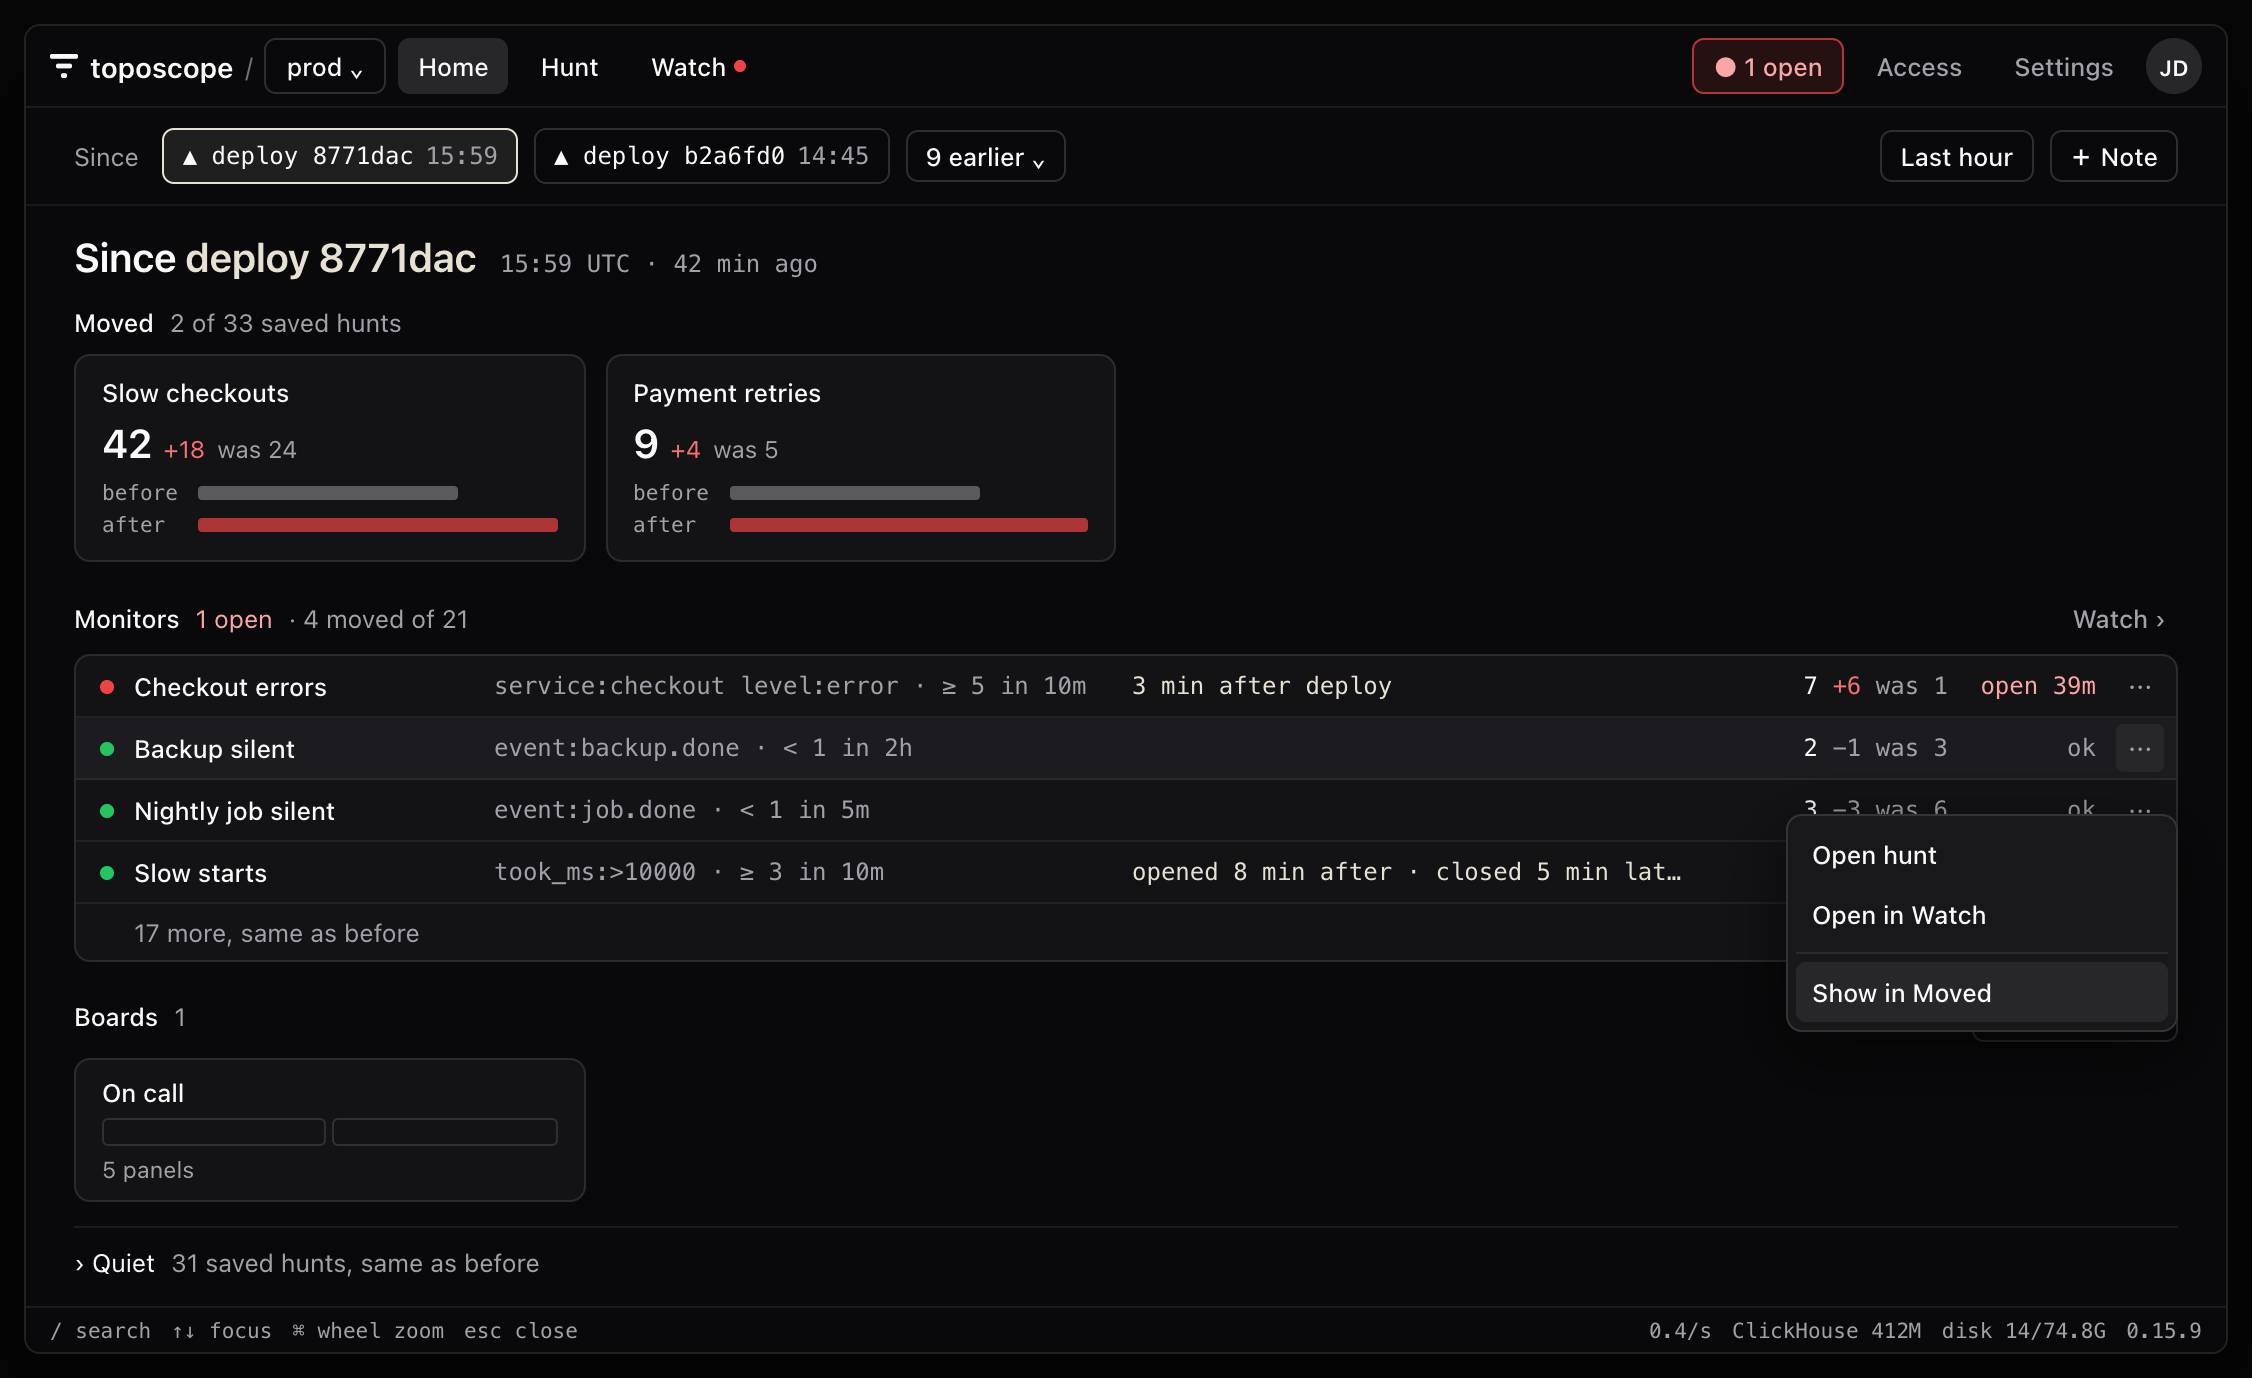 toposcope / prod Home Hunt Watch 1 open Access Settings JD
Since ▲ deploy 8771dac 15:59 ▲ deploy b2a6fd0 14:45 9 earlier Last hour + Note
Since deploy 8771dac 15:59 UTC · 42 min ago
Moved 2 of 33 saved hunts
Slow checkouts
42 +18 was 24
before
after
Payment retries
9 +4 was 5
before
after
Monitors 1 open · 4 moved of 21 Watch ›
Checkout errors service:checkout level:error · ≥ 5 in 10m 3 min after deploy 7 +6 was 1 open 39m ···
Backup silent event:backup.done · < 1 in 2h 2 −1 was 3 ok ···
Nightly job silent event:job.done · < 1 in 5m 3 −3 was 6 ok ···
Slow starts took_ms:>10000 · ≥ 3 in 10m opened 8 min after · closed 5 min lat…
17 more, same as before
Open hunt
Open in Watch
Show in Moved
Boards 1
On call
5 panels
› Quiet 31 saved hunts, same as before
/ search ↑↓ focus ⌘ wheel zoom esc close 0.4/s ClickHouse 412M disk 14/74.8G 0.15.9